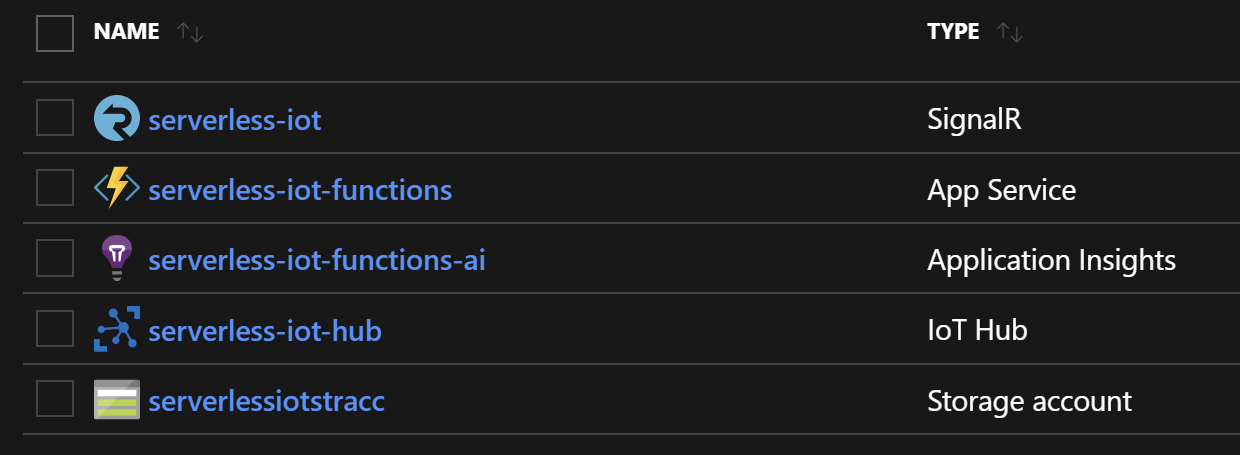 NAME TYPE
serverless-iot SignalR
serverless-iot-functions App Service
serverless-iot-functions-ai Application Insights
serverless-iot-hub IoT Hub
serverlessiotstracc Storage account